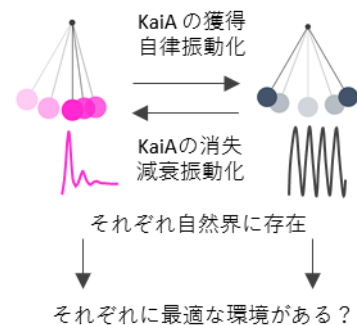 KaiA の獲得
自律振動化
KaiAの消失
減衰振動化
それぞれ自然界に存在
それぞれに最適な環境がある？